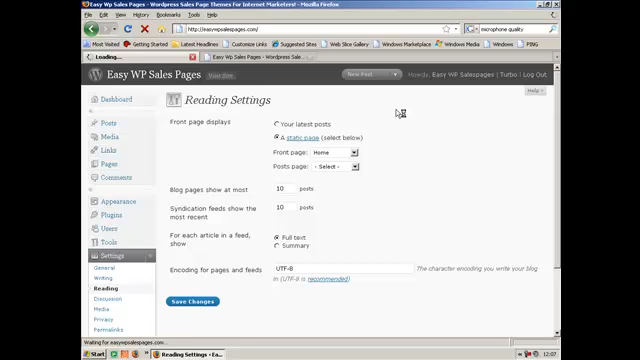 Easy Wp Sales Pages - Wordpress Sales Page Themes For Internet Marketers! - Mozilla Firefox
File Edit View History Bookmarks Tools Help
http://easywpsalespages.com/
microphone quality
Most Visited Getting Started Latest Headlines Customize Links Suggested Sites Web Slice Gallery Windows Marketplace Windows Media Windows PING
Loading...
Easy WP Sales Pages - Wordpress S...
Easy WP Sales Pages
Visit Site
New Post
Howdy, Easy WP Salespages | Turbo | Log Out
Help
Dashboard
Posts
Media
Links
Pages
Comments
Appearance
Plugins
Users
Tools
Settings
General
Writing
Reading
Discussion
Media
Privacy
Permalinks
Reading Settings
Front page displays
Your latest posts
A static page (select below)
Front page: Home
Posts page: - Select -
Blog pages show at most
10 posts
Syndication feeds show the most recent
10 posts
For each article in a feed, show
Full text
Summary
Encoding for pages and feeds
UTF-8
The character encoding you write your blog
in (UTF-8 is recommended)
Save Changes
Waiting for easywpsalespages.com...
Start
Reading Settings ‹ Ea...
12:07